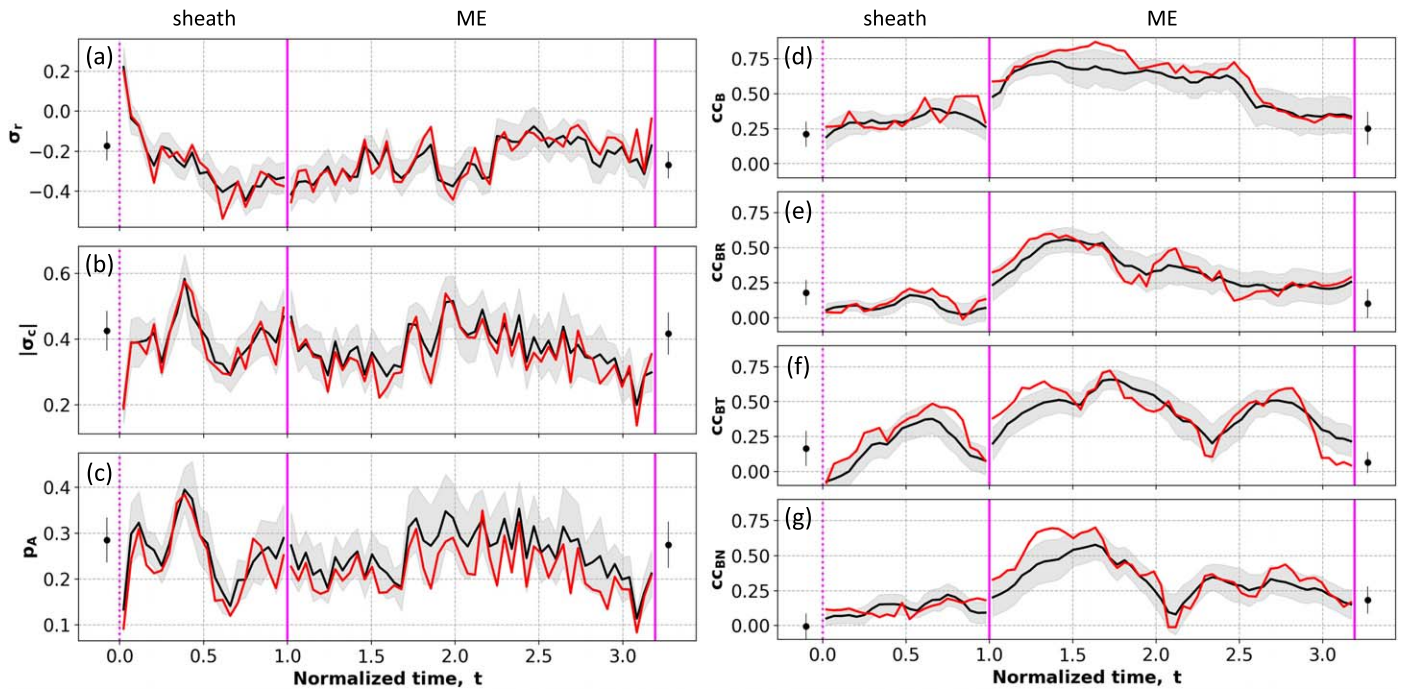 sheath ME
(a)
σr
0.2
0.0
−0.2
−0.4
(b)
|σc|
0.6
0.4
0.2
(c)
pA
0.4
0.3
0.2
0.1
0.0 0.5 1.0 1.5 2.0 2.5 3.0
Normalized time, t
sheath ME
(d)
ccB
0.75
0.50
0.25
0.00
(e)
ccBR
0.75
0.50
0.25
0.00
(f)
ccBT
0.75
0.50
0.25
0.00
(g)
ccBN
0.75
0.50
0.25
0.00
0.0 0.5 1.0 1.5 2.0 2.5 3.0
Normalized time, t